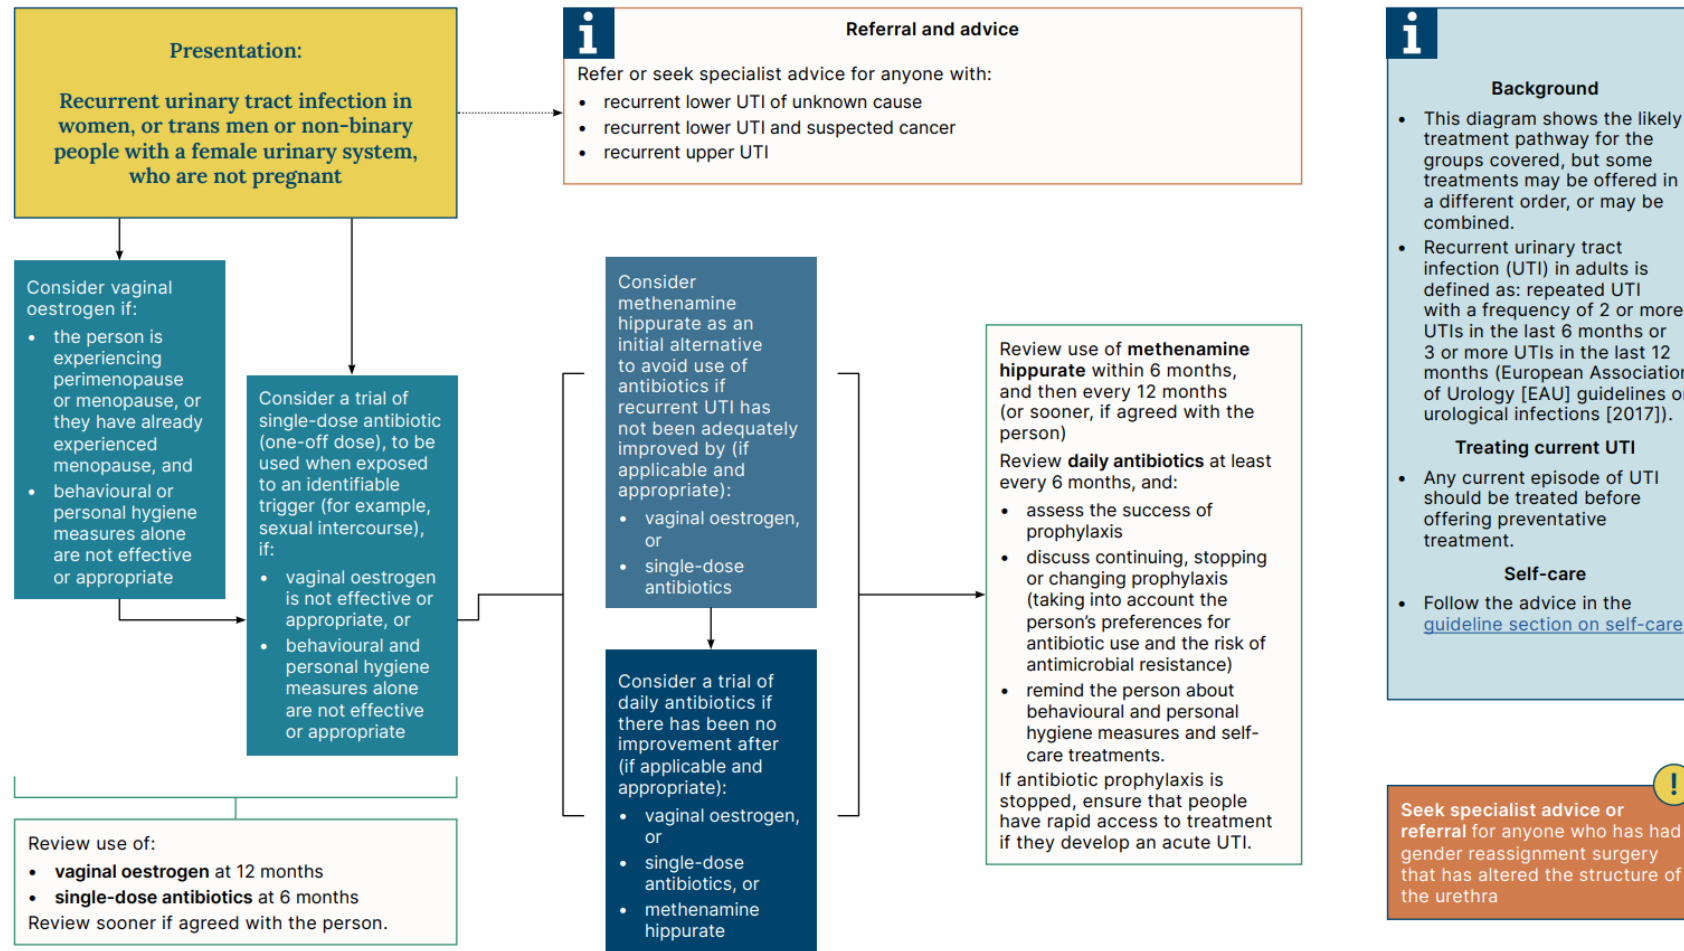 Presentation:
Recurrent urinary tract infection in
women, or trans men or non-binary
people with a female urinary system,
who are not pregnant
i
Referral and advice
Refer or seek specialist advice for anyone with:
• recurrent lower UTI of unknown cause
• recurrent lower UTI and suspected cancer
• recurrent upper UTI
Consider vaginal
oestrogen if:
• the person is
experiencing
perimenopause
or menopause, or
they have already
experienced
menopause, and
• behavioural or
personal hygiene
measures alone
are not effective
or appropriate
Consider a trial of
single-dose antibiotic
(one-off dose), to be
used when exposed
to an identifiable
trigger (for example,
sexual intercourse),
if:
• vaginal oestrogen
is not effective or
appropriate, or
• behavioural and
personal hygiene
measures alone
are not effective
or appropriate
Review use of:
• vaginal oestrogen at 12 months
• single-dose antibiotics at 6 months
Review sooner if agreed with the person.
Consider
methenamine
hippurate as an
initial alternative
to avoid use of
antibiotics if
recurrent UTI has
not been adequately
improved by (if
applicable and
appropriate):
• vaginal oestrogen,
or
• single-dose
antibiotics
Consider a trial of
daily antibiotics if
there has been no
improvement after
(if applicable and
appropriate):
• vaginal oestrogen,
or
• single-dose
antibiotics, or
• methenamine
hippurate
Review use of methenamine
hippurate within 6 months,
and then every 12 months
(or sooner, if agreed with the
person)
Review daily antibiotics at least
every 6 months, and:
• assess the success of
prophylaxis
• discuss continuing, stopping
or changing prophylaxis
(taking into account the
person's preferences for
antibiotic use and the risk of
antimicrobial resistance)
• remind the person about
behavioural and personal
hygiene measures and self-
care treatments.
If antibiotic prophylaxis is
stopped, ensure that people
have rapid access to treatment
if they develop an acute UTI.
i
Background
• This diagram shows the likely
treatment pathway for the
groups covered, but some
treatments may be offered in
a different order, or may be
combined.
• Recurrent urinary tract
infection (UTI) in adults is
defined as: repeated UTI
with a frequency of 2 or more
UTIs in the last 6 months or
3 or more UTIs in the last 12
months (European Association
of Urology [EAU] guidelines
urological infections [2017]).
Treating current UTI
• Any current episode of UTI
should be treated before
offering preventative
treatment.
Self-care
• Follow the advice in the
guideline section on self-care
!
Seek specialist advice or
referral for anyone who has had
gender reassignment surgery
that has altered the structure of
the urethra